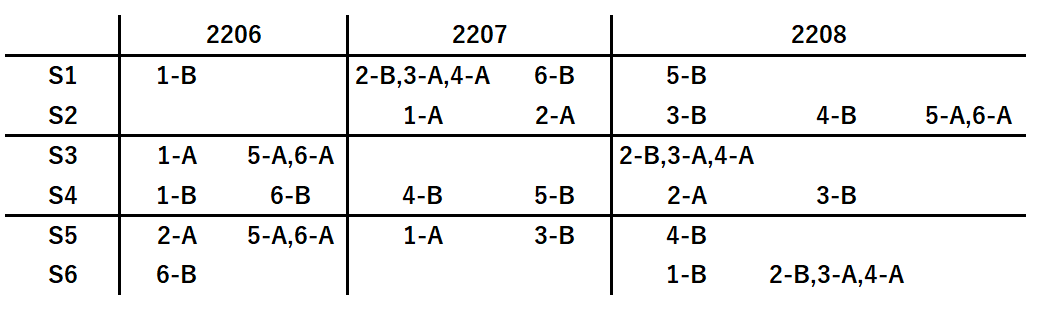 2206 2207 2208
S1 1-B 2-B,3-A,4-A 6-B 5-B
S2 1-A 2-A 3-B 4-B 5-A,6-A
S3 1-A 5-A,6-A 2-B,3-A,4-A
S4 1-B 6-B 4-B 5-B 2-A 3-B
S5 2-A 5-A,6-A 1-A 3-B 4-B
S6 6-B 1-B 2-B,3-A,4-A